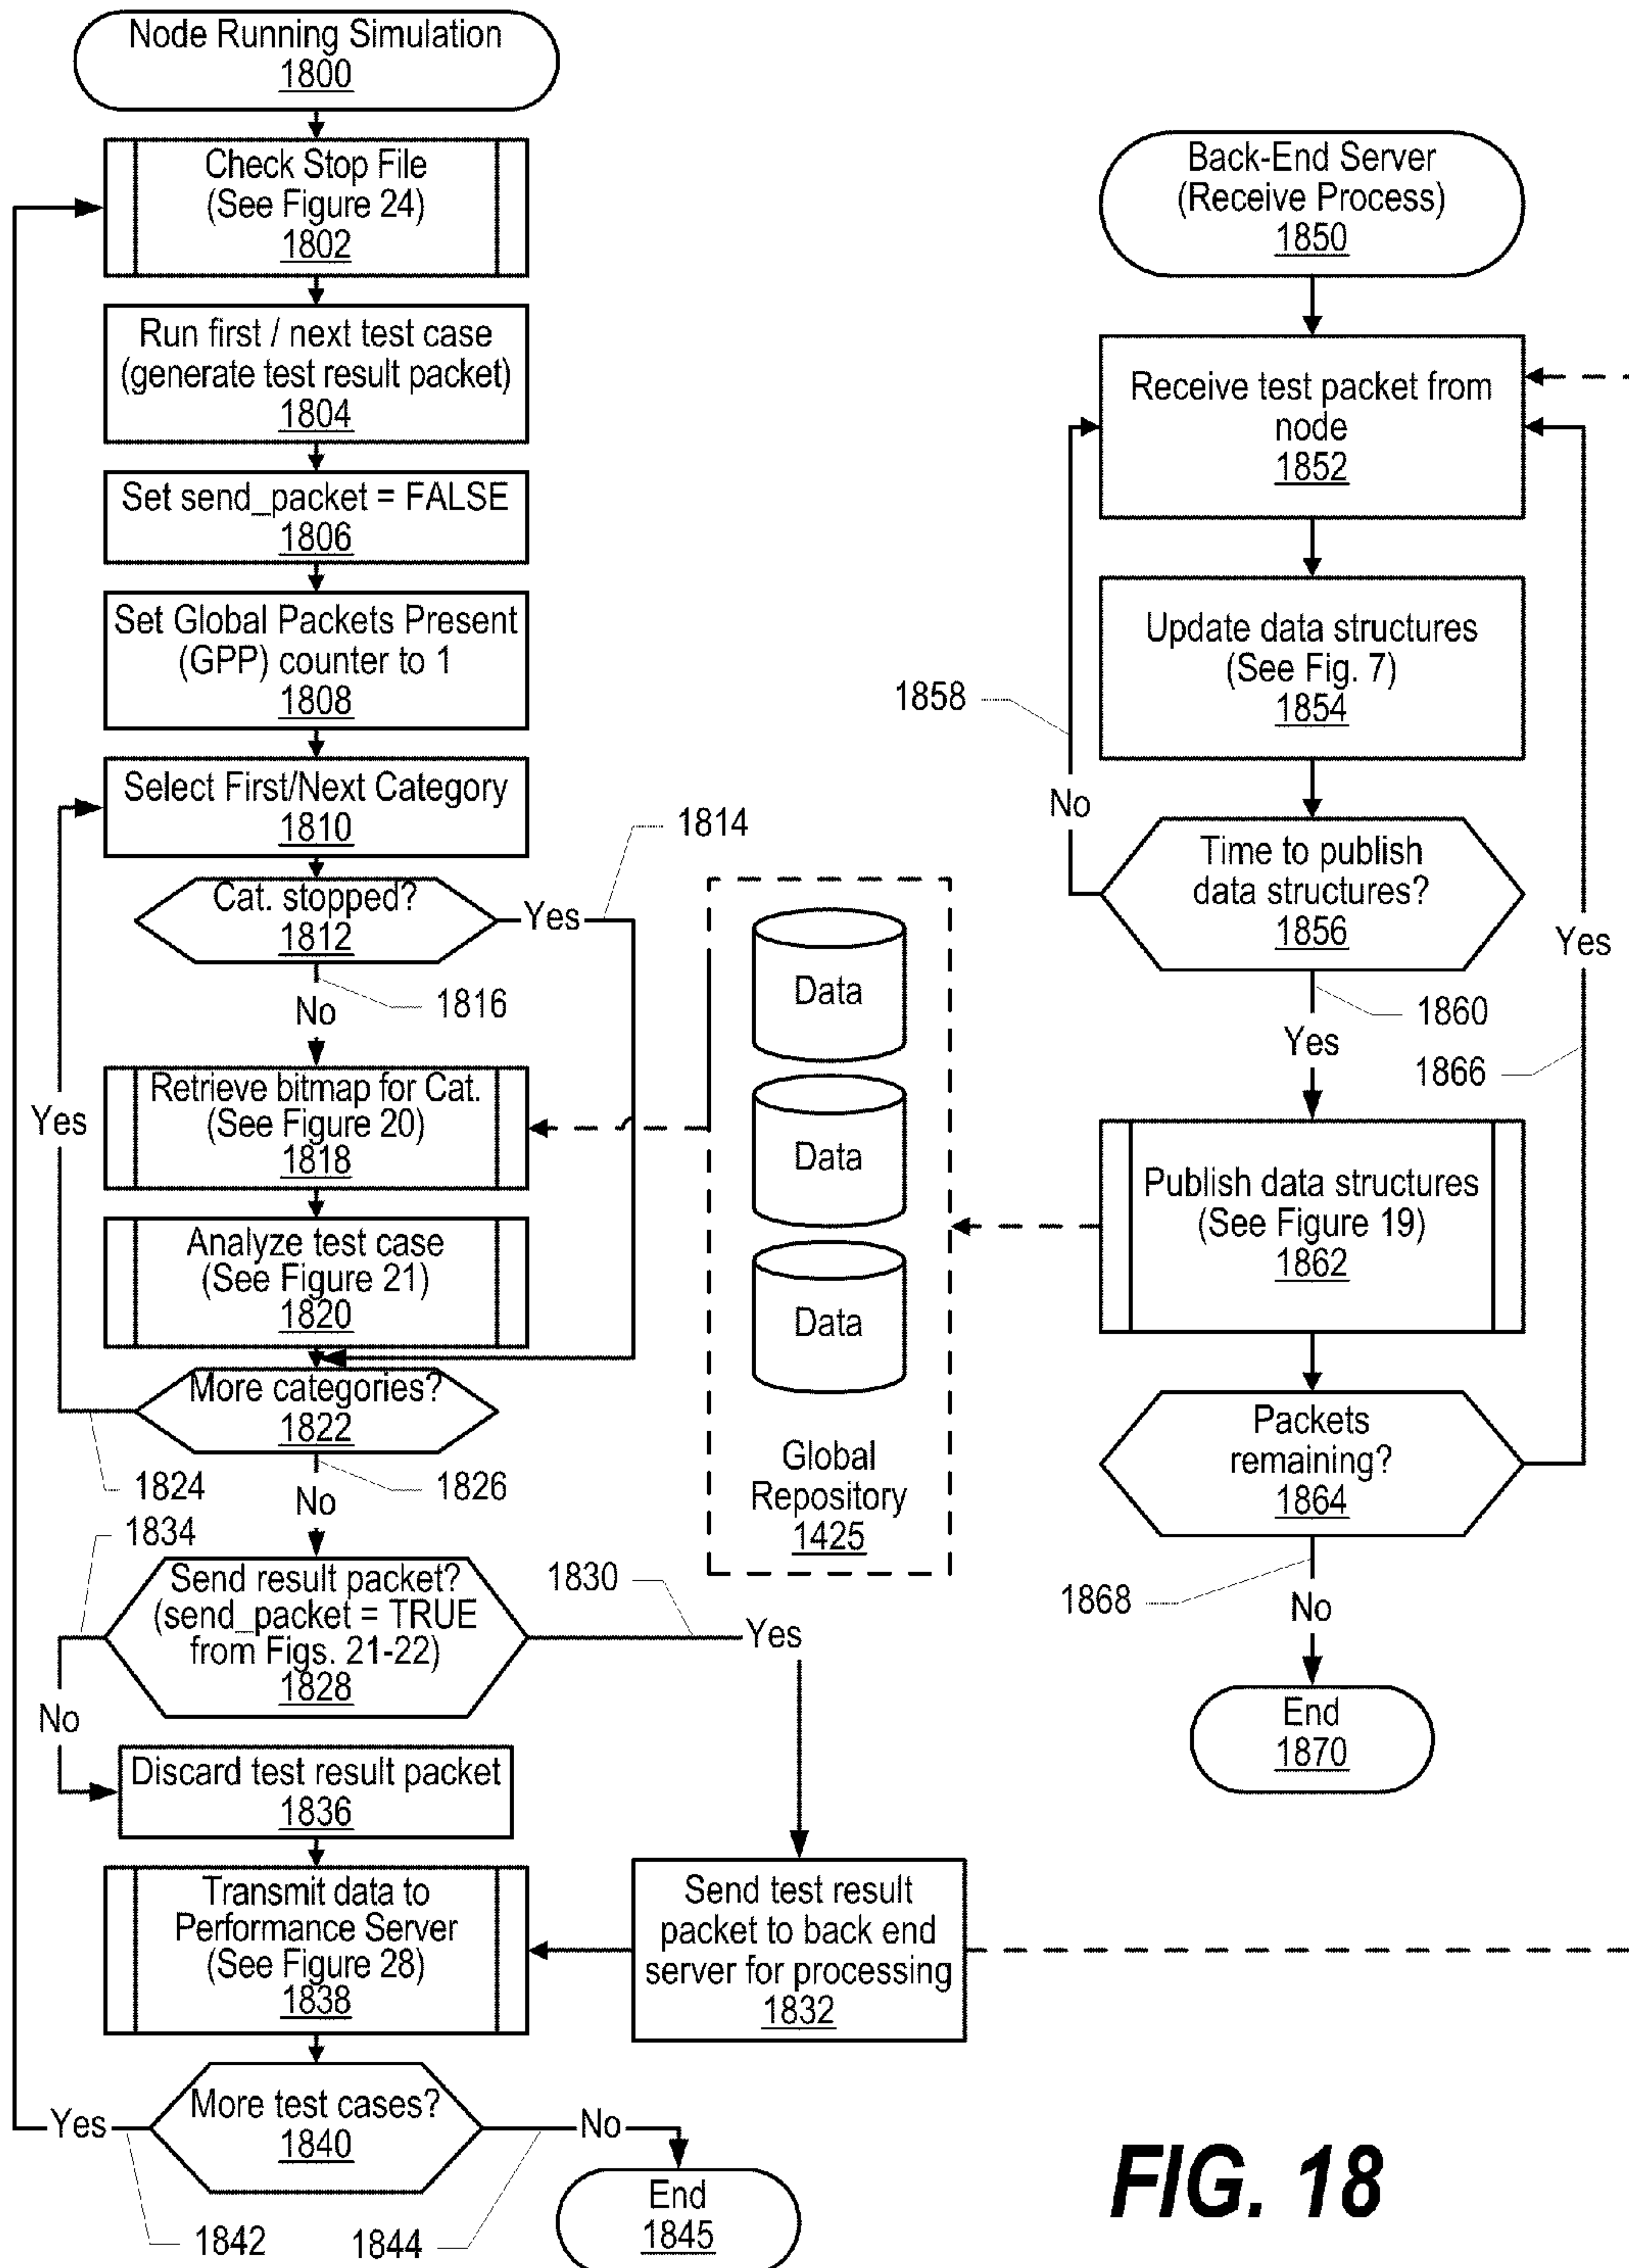 Node Running Simulation
1800
Check Stop File
(See Figure 24)
1802
Run first / next test case
(generate test result packet)
1804
Set send_packet = FALSE
1806
Set Global Packets Present
(GPP) counter to 1
1808
Select First/Next Category
1810
1814
Cat. stopped?
1812
Yes
1816
No
Retrieve bitmap for Cat.
(See Figure 20)
1818
Yes
Analyze test case
(See Figure 21)
1820
More categories?
1822
1824
1826
No
1834
Send result packet?
(send_packet = TRUE
from Figs. 21-22)
1828
1830
Yes
No
Discard test result packet
1836
Transmit data to
Performance Server
(See Figure 28)
1838
Send test result
packet to back end
server for processing
1832
More test cases?
1840
Yes
No
1842
1844
End
1845
Data
Data
Data
Global
Repository
1425
Back-End Server
(Receive Process)
1850
Receive test packet from
node
1852
Update data structures
(See Fig. 7)
1854
1858
No
Time to publish
data structures?
1856
Yes
1860
Yes
1866
Publish data structures
(See Figure 19)
1862
Packets
remaining?
1864
1868
No
End
1870
FIG. 18